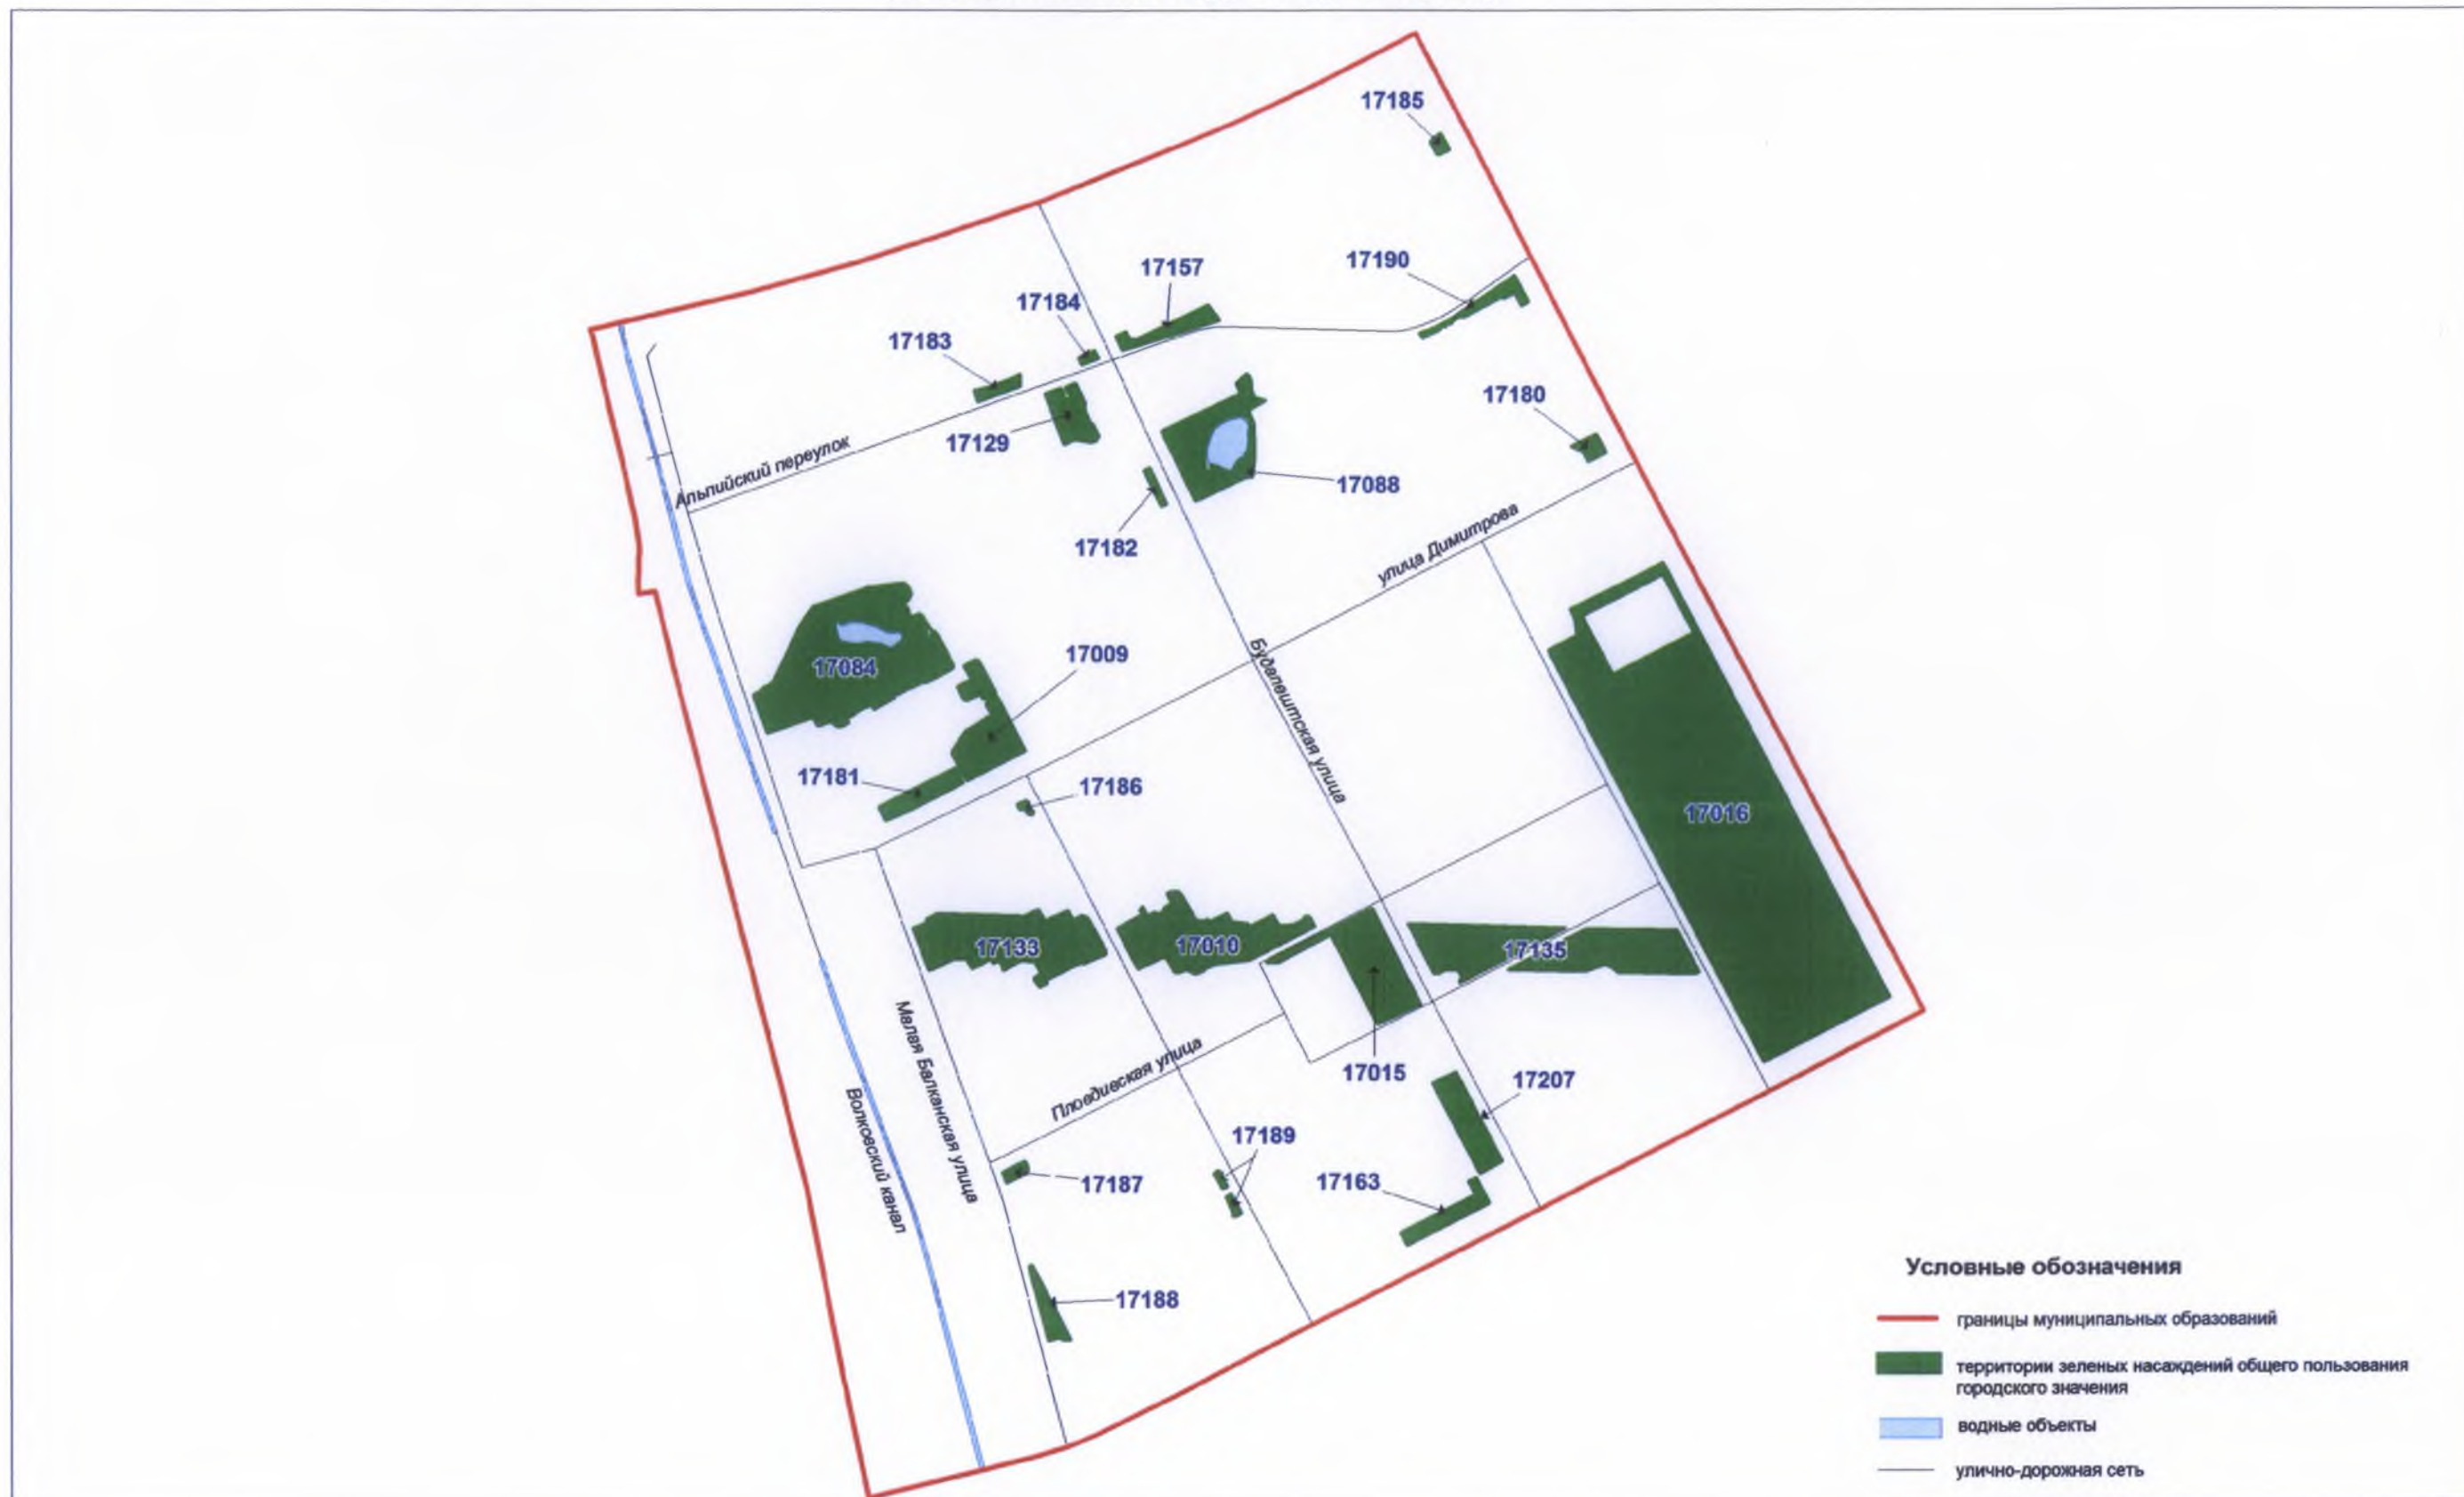 17185
17157
17190
17184
17183
17180
17129
Альпийский переулок
17088
17182
улица Димитрова
17009
17084
Будапештская улица
17181
17186
17016
17133
17010
17135
Малая Балканская улица
Пловдивская улица
17015
17207
Волковский канал
17189
17187
17163
17188
Условные обозначения
границы муниципальных образований
территории зеленых насаждений общего пользования
городского значения
водные объекты
улично-дорожная сеть